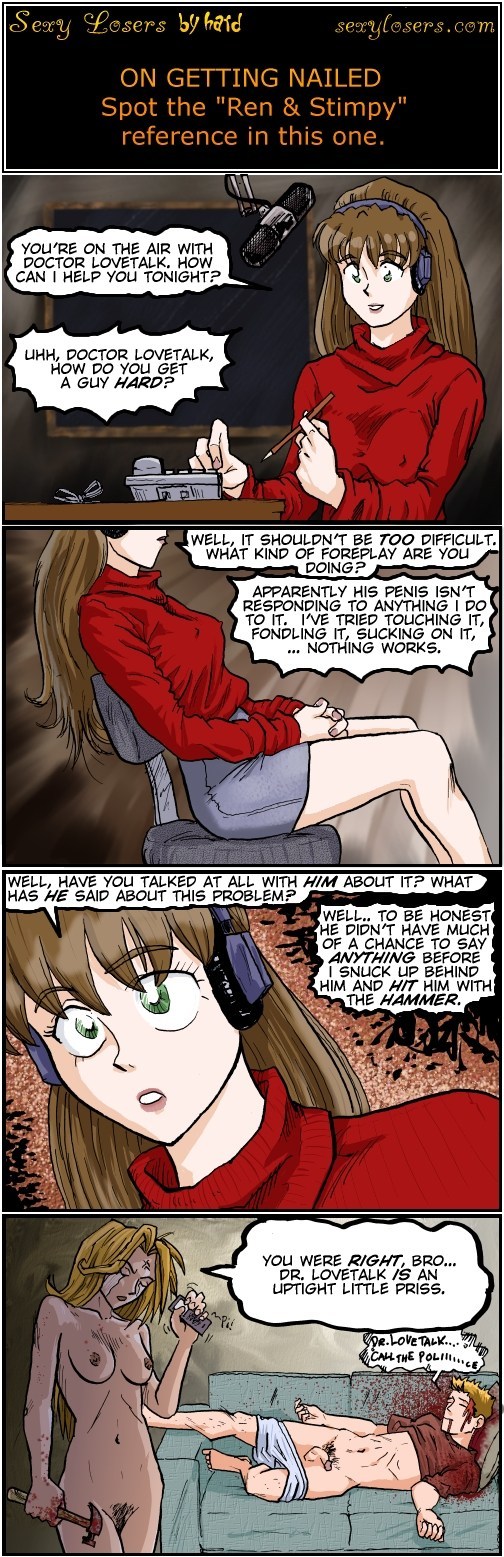 Sexy Losers by hard sexylosers.com
ON GETTING NAILED
Spot the "Ren & Stimpy"
reference in this one.
YOU'RE ON THE AIR WITH
DOCTOR LOVETALK, HOW
CAN I HELP YOU TONIGHT?
UHH, DOCTOR LOVETALK,
HOW DO YOU GET
A GUY HARD?
WELL, IT SHOULDN'T BE TOO DIFFICULT.
WHAT KIND OF FOREPLAY ARE YOU
DOING?
APPARENTLY HIS PENIS ISN'T
RESPONDING TO ANYTHING I DO
TO IT. I'VE TRIED TOUCHING IT,
FONDLING IT, SUCKING ON IT,
... NOTHING WORKS.
WELL, HAVE YOU TALKED AT ALL WITH HIM ABOUT IT? WHAT
HAS HE SAID ABOUT THIS PROBLEM?
WELL.. TO BE HONEST
HE DIDN'T HAVE MUCH
OF A CHANCE TO SAY
ANYTHING BEFORE
I SNUCK UP BEHIND
HIM AND HIT HIM WITH
THE HAMMER.
YOU WERE RIGHT, BRO...
DR. LOVETALK IS AN
UPTIGHT LITTLE PRISS.
DR. LOVETALK....
CALL THE POLIIIII...CE